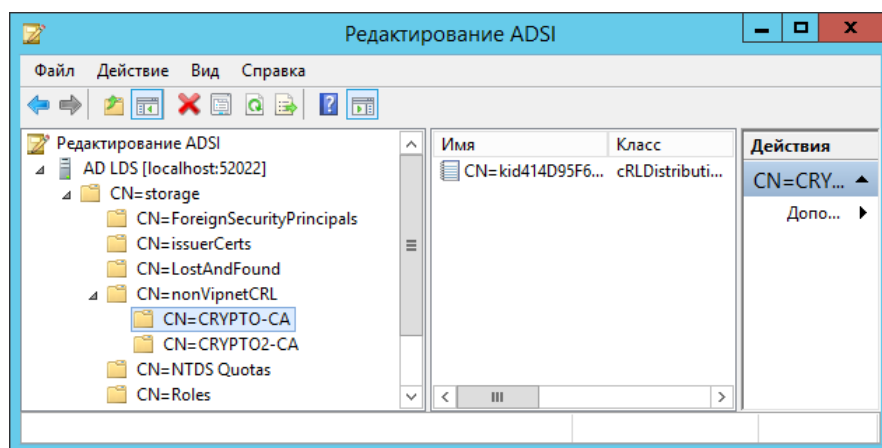 Редактирование ADSI
Файл Действие Вид Справка
Редактирование ADSI
AD LDS [localhost:52022]
CN=storage
CN=ForeignSecurityPrincipals
CN=issuerCerts
CN=LostAndFound
CN=nonVipnetCRL
CN=CRYPTO-CA
CN=CRYPTO2-CA
CN=NTDS Quotas
CN=Roles
Имя Класс
CN=kid414D95F6... cRLDistributi...
Действия
CN=CRY...
Допо...